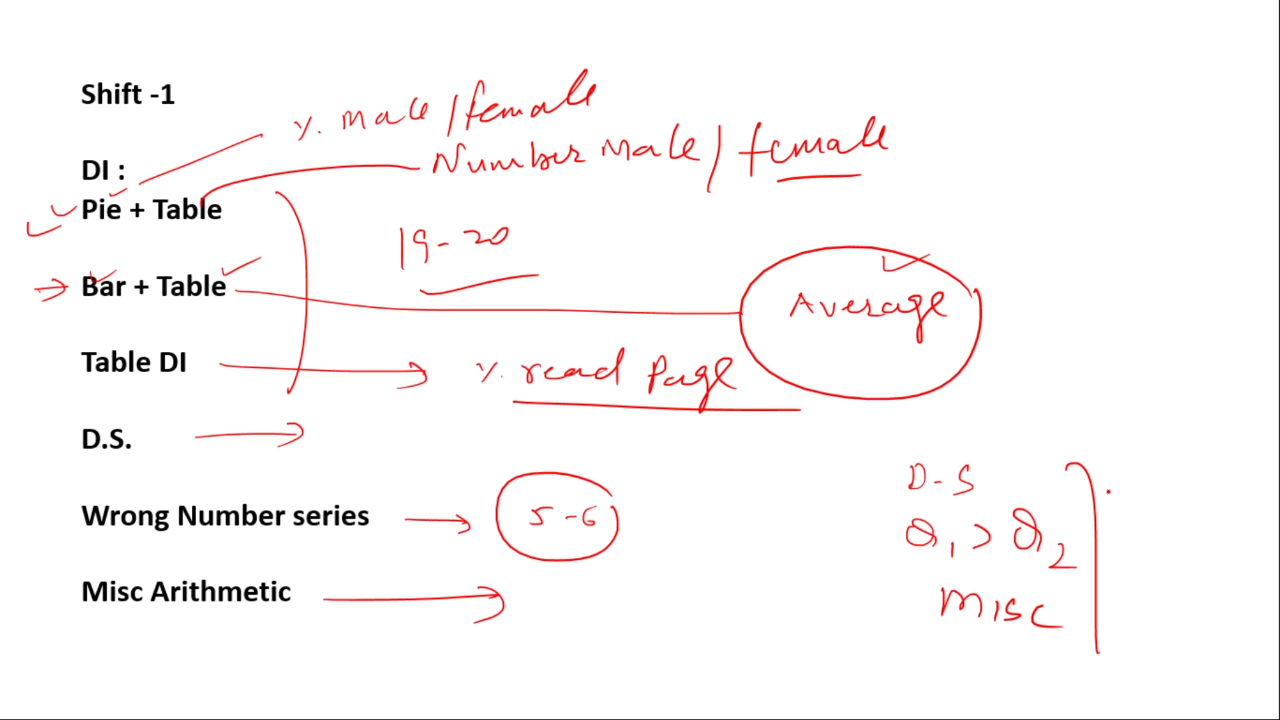 Shift -1
% male / female
DI :
Number Male / female
Pie + Table
19-20
Bar + Table
Average
Table DI
% read Page
D.S.
D-S
Wrong Number series
5-6
Q1 > Q2
Misc Arithmetic
MISC